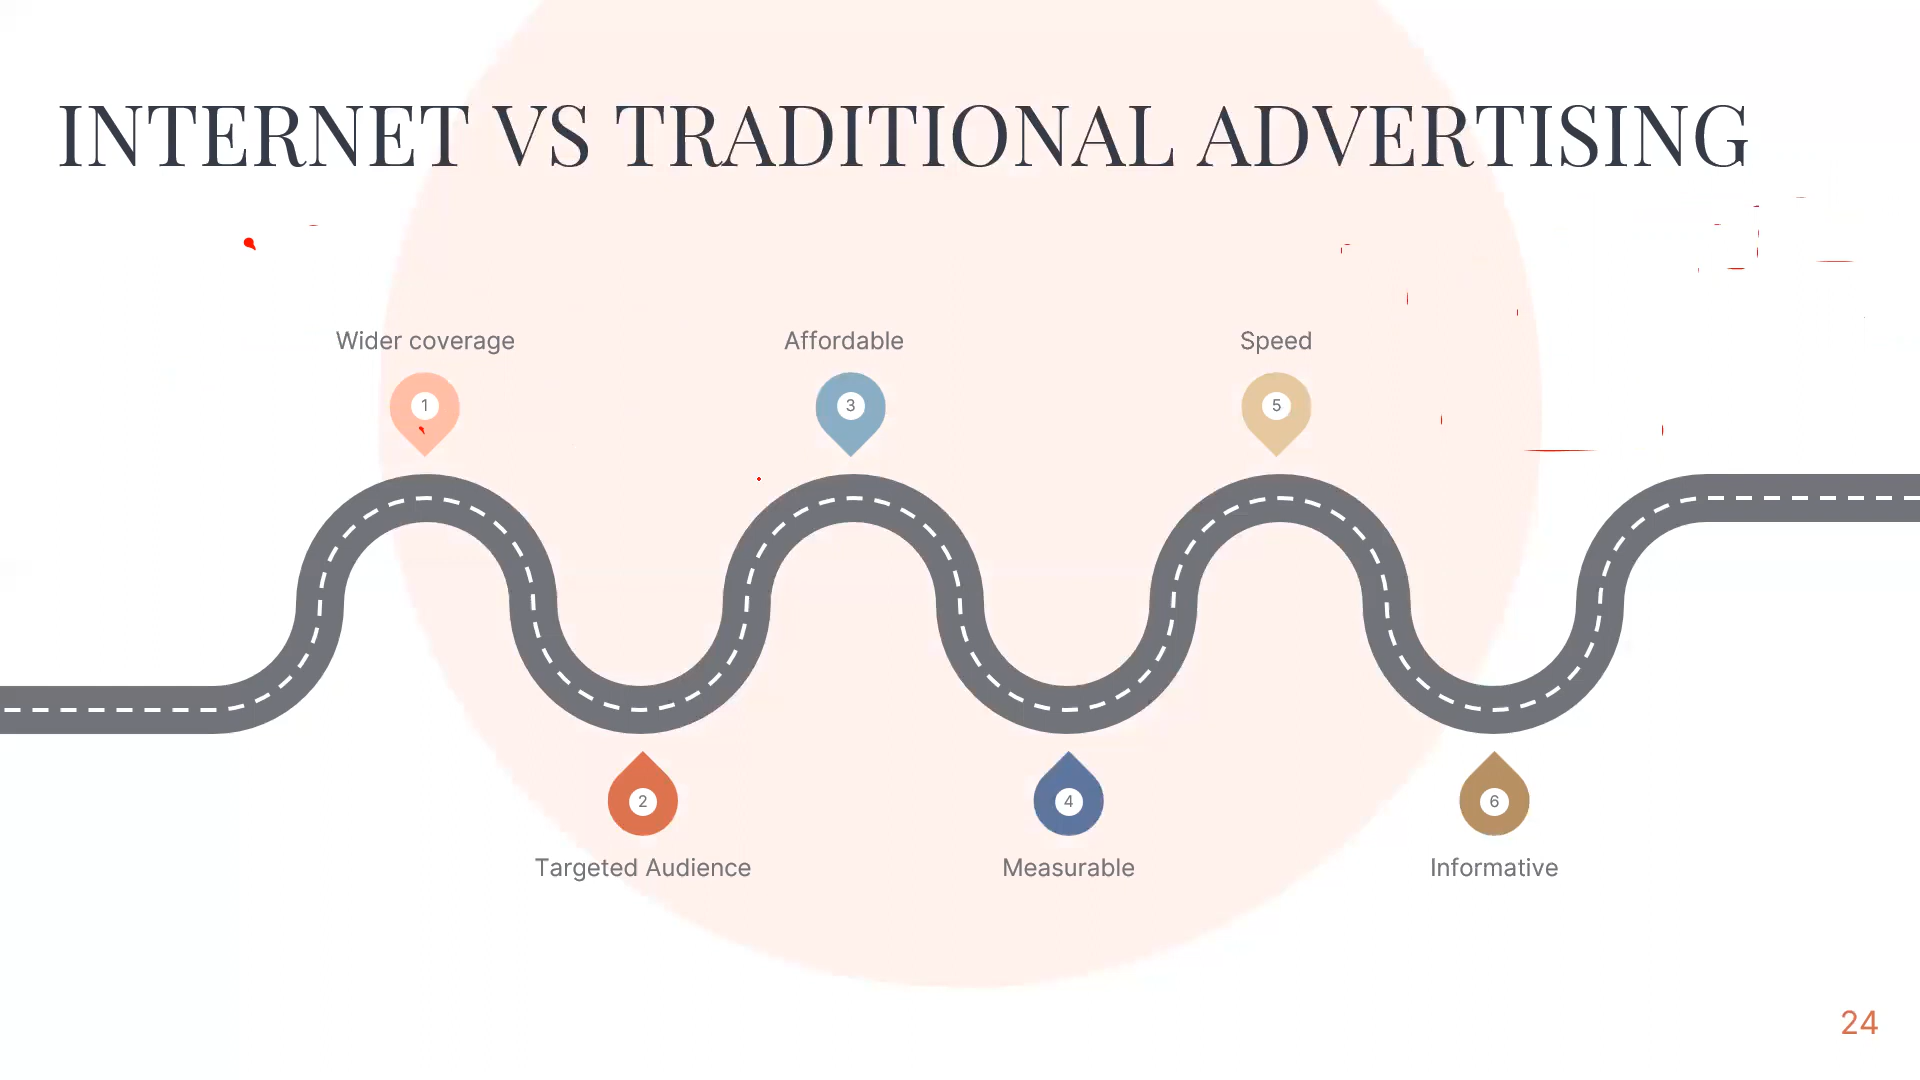 INTERNET VS TRADITIONAL ADVERTISING
Wider coverage
1
Affordable
3
Speed
5
2
Targeted Audience
4
Measurable
6
Informative
24